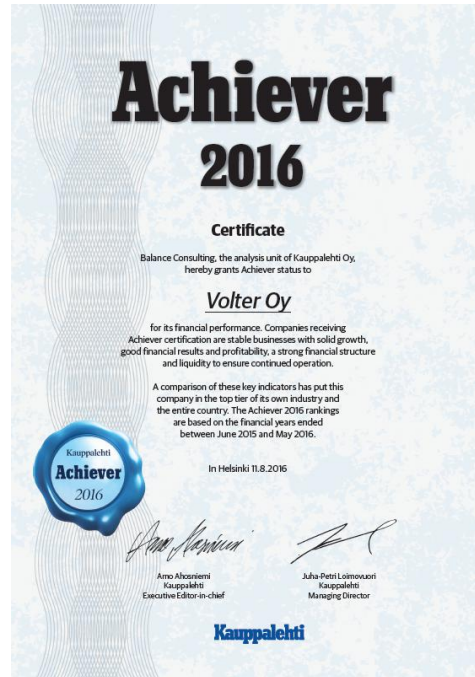 Achiever
2016
Certificate
Balance Consulting, the analysis unit of Kauppalehti Oy,
hereby grants Achiever status to
Volter Oy
for its financial performance. Companies receiving
Achiever certification are stable businesses with solid growth,
good financial results and profitability, a strong financial structure
and liquidity to ensure continued operation.
A comparison of these key indicators has put this
company in the top tier of its own industry and
the entire country. The Achiever 2016 rankings
are based on the financial years ended
between June 2015 and May 2016.
Kauppalehti
Achiever
2016
In Helsinki 11.8.2016
Arno Ahosniemi
Kauppalehti
Executive Editor-in-chief
Juha-Petri Loimovuori
Kauppalehti
Managing Director
Kauppalehti